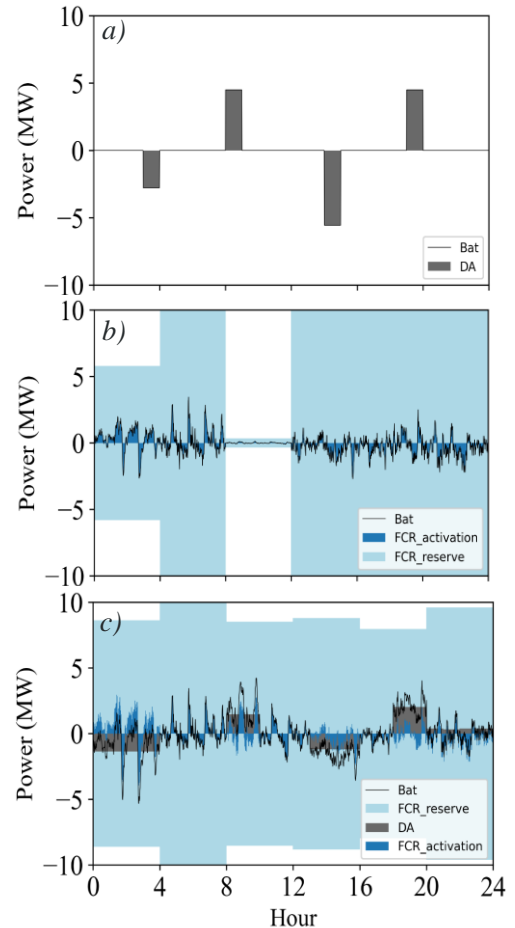 a)
Power (MW)
10
5
0
−5
−10
Bat
DA
b)
Power (MW)
10
5
0
−5
−10
Bat
FCR_activation
FCR_reserve
c)
Power (MW)
10
5
0
−5
−10
Bat
FCR_reserve
DA
FCR_activation
0 4 8 12 16 20 24
Hour